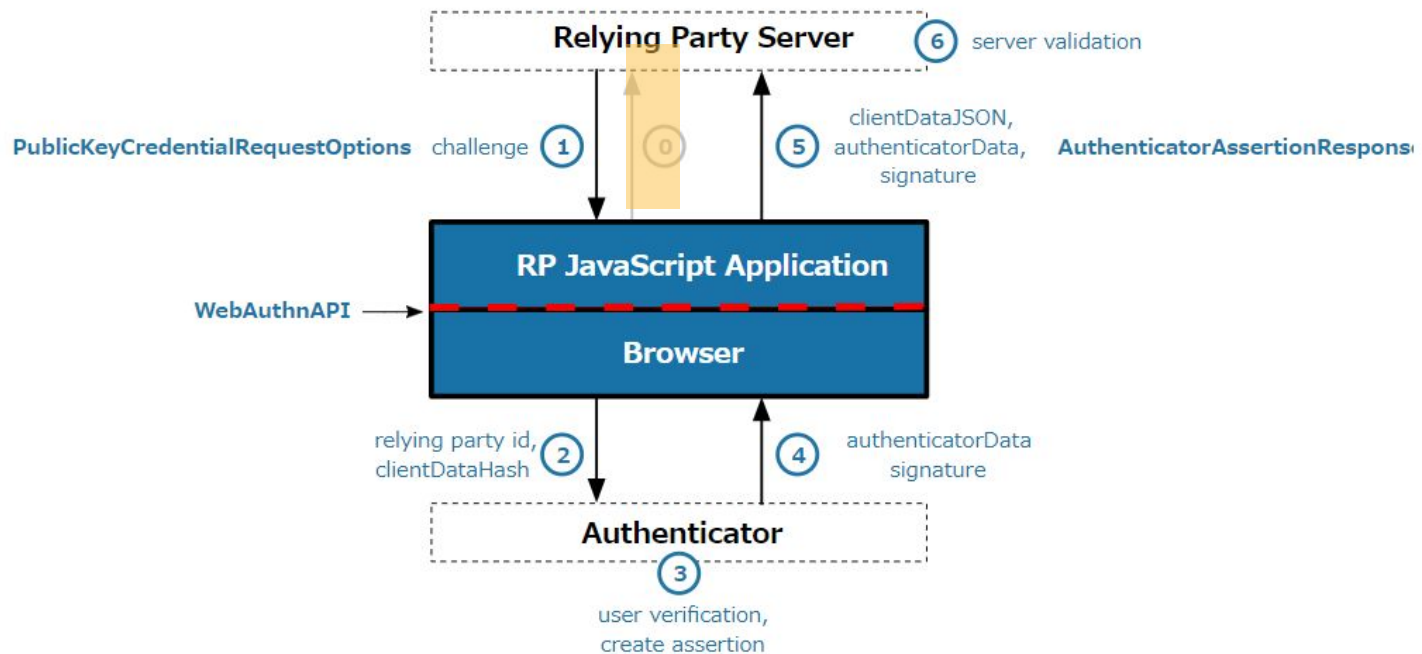 Relying Party Server
6 server validation
PublicKeyCredentialRequestOptions challenge 1
0
5
clientDataJSON,
authenticatorData,
signature
AuthenticatorAssertionRespons
RP JavaScript Application
WebAuthnAPI
Browser
relying party id,
clientDataHash
2
4
authenticatorData
signature
Authenticator
3
user verification,
create assertion